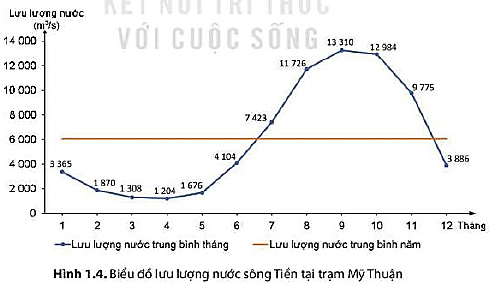 KẾT NỐI TRI THỨC
VỚI CUỘC SỐNG
Lưu lượng nước
(m³/s)
14 000
12 000
10 000
8 000
6 000
4 000
2 000
0
3 365
1 870
1 308
1 204
1 676
4 104
7 423
11 726
13 310
12 984
9 775
3 886
1 2 3 4 5 6 7 8 9 10 11 12 Tháng
Lưu lượng nước trung bình tháng
Lưu lượng nước trung bình năm
Hình 1.4. Biểu đồ lưu lượng nước sông Tiền tại trạm Mỹ Thuận